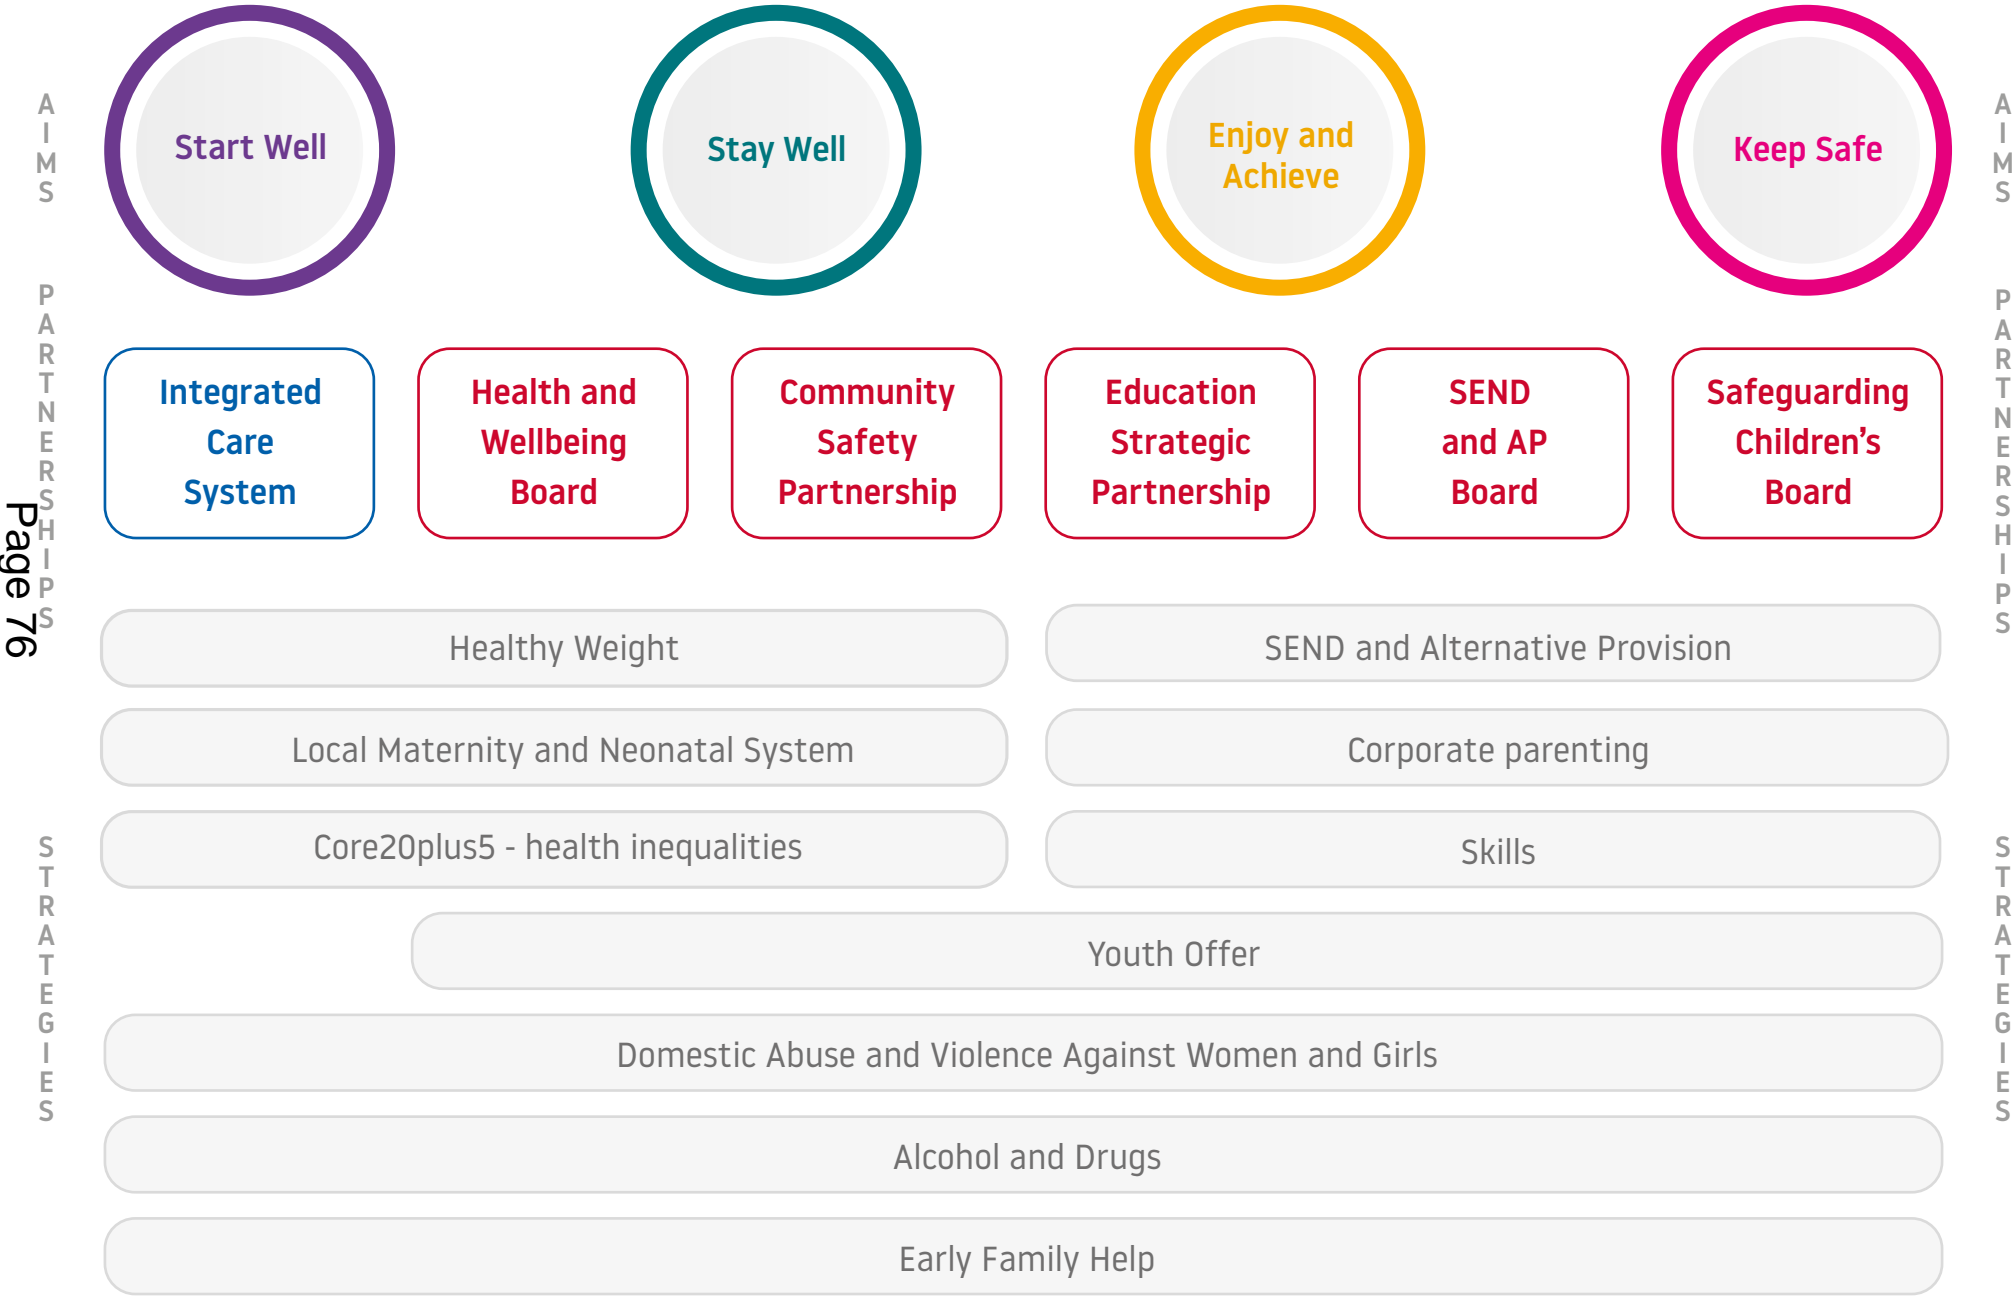 AIMS
Start Well
Stay Well
Enjoy and
Achieve
Keep Safe
AIMS
PARTNERSHIPS
Integrated
Care
System
Health and
Wellbeing
Board
Community
Safety
Partnership
Education
Strategic
Partnership
SEND
and AP
Board
Safeguarding
Children’s
Board
PARTNERSHIPS
Page 76
STRATEGIES
Healthy Weight
SEND and Alternative Provision
Local Maternity and Neonatal System
Corporate parenting
Core20plus5 - health inequalities
Skills
Youth Offer
Domestic Abuse and Violence Against Women and Girls
Alcohol and Drugs
Early Family Help
STRATEGIES